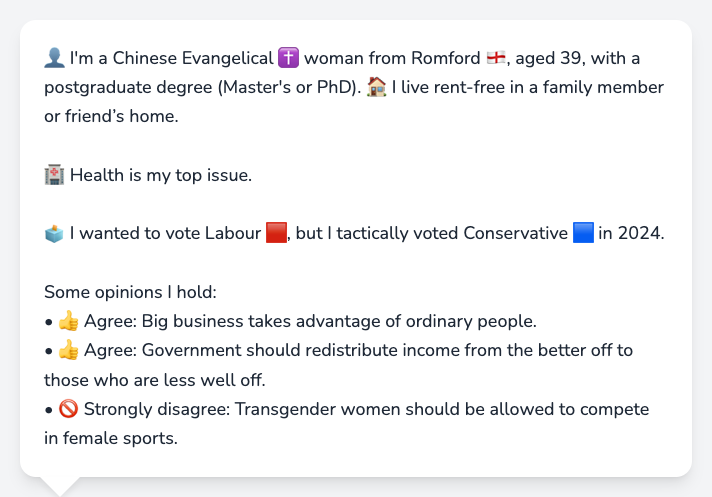 👤 I'm a Chinese Evangelical ✝️ woman from Romford 🏴󠁧󠁢󠁥󠁮󠁧󠁿, aged 39, with a
postgraduate degree (Master's or PhD). 🏠 I live rent-free in a family member
or friend’s home.
🏥 Health is my top issue.
🗳️ I wanted to vote Labour 🟥, but I tactically voted Conservative 🟦 in 2024.
Some opinions I hold:
• 👍 Agree: Big business takes advantage of ordinary people.
• 👍 Agree: Government should redistribute income from the better off to
those who are less well off.
• 🚫 Strongly disagree: Transgender women should be allowed to compete
in female sports.